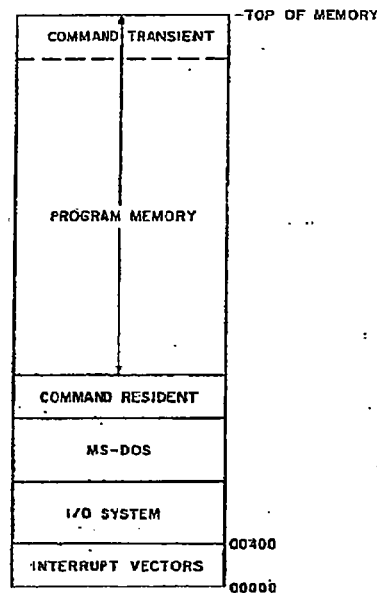 TOP OF MEMORY
COMMAND TRANSIENT
PROGRAM MEMORY
COMMAND RESIDENT
MS-DOS
I/O SYSTEM
00400
INTERRUPT VECTORS
00000